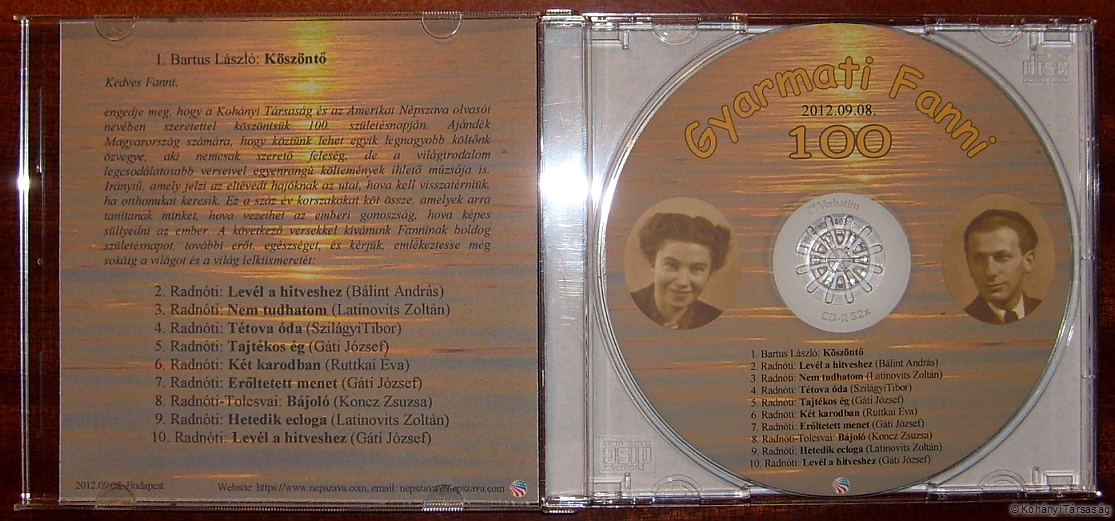 1. Bartus László: Köszöntő
Kedves Fanni,
engedje meg, hogy a Kohányi Társaság és az Amerikai Népszava olvasói
nevében szeretettel köszöntsük 100. születésnapján. Ajándék
Magyarország számára, hogy köztünk lehet egyik legnagyobb költőnk
özvegye, aki nemcsak szerető feleség, de a világirodalom
legcsodálatosabb verseivel egyenrangú költemények ihlető múzsája is.
Iránytű, amely jelzi az eltévedt hajóknak az utat, hova kell visszatérniük,
ha otthonukat keresik. Ez a száz év korszakokat köt össze, amelyek arra
tanítanak minket, hova vezethet az emberi gonoszság, hova képes
süllyedni az ember. A következő versekkel kívánunk Fanninak boldog
születésnapot, további erőt, egészséget, és kérjük, emlékeztesse még
sokáig a világot és a világ lelkiismeretét:
2. Radnóti: Levél a hitveshez (Bálint András)
3. Radnóti: Nem tudhatom (Latinovits Zoltán)
4. Radnóti: Tétova óda (SzilágyiTibor)
5. Radnóti: Tajtékos ég (Gáti József)
6. Radnóti: Két karodban (Ruttkai Éva)
7. Radnóti: Erőltetett menet (Gáti József)
8. Radnóti-Tolcsvai: Bájoló (Koncz Zsuzsa)
9. Radnóti: Hetedik ecloga (Latinovits Zoltán)
10. Radnóti: Levél a hitveshez (Gáti József)
2012.09.08. Budapest
Website: https://www.nepszava.com, email: nepszava@nepszava.com
Gyarmati Fanni
2012.09.08.
100
Verbatim
CD-R 52x
1. Bartus László: Köszöntő
2. Radnóti: Levél a hitveshez (Bálint András)
3. Radnóti: Nem tudhatom (Latinovits Zoltán)
4. Radnóti: Tétova óda (SzilágyiTibor)
5. Radnóti: Tajtékos ég (Gáti József)
6. Radnóti: Két karodban (Ruttkai Éva)
7. Radnóti: Erőltetett menet (Gáti József)
8. Radnóti-Tolcsvai: Bájoló (Koncz Zsuzsa)
9. Radnóti: Hetedik ecloga (Latinovits Zoltán)
10. Radnóti: Levél a hitveshez (Gáti József)
disc
disc
© KohanyiTarsasag